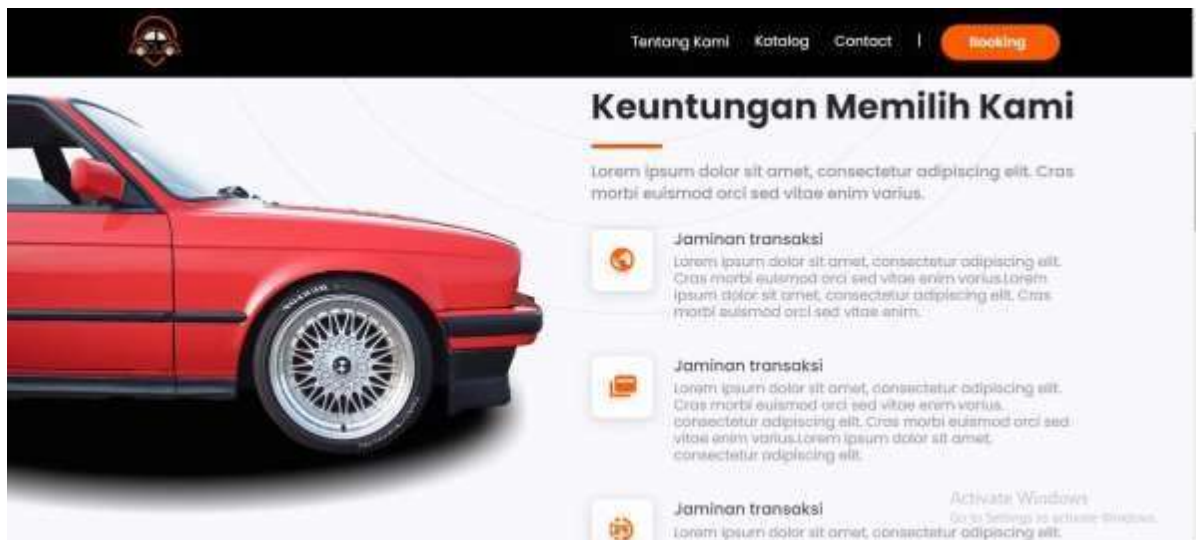 Tentang Kami Katalog Contact | Booking
Keuntungan Memilih Kami
Lorem ipsum dolor sit amet, consectetur adipiscing elit. Cras
morbi euismod orci sed vitae enim varius.
Jaminan transaksi
Lorem ipsum dolor sit amet, consectetur adipiscing elit.
Cras morbi euismod orci sed vitae enim varius.Lorem
ipsum dolor sit amet, consectetur adipiscing elit. Cras
morbi euismod orci sed vitae enim.
Jaminan transaksi
Lorem ipsum dolor sit amet, consectetur adipiscing elit.
Cras morbi euismod orci sed vitae enim varius.
consectetur adipiscing elit. Cras morbi euismod orci sed
vitae enim varius.Lorem ipsum dolor sit amet,
consectetur adipiscing elit.
Jaminan transaksi
Lorem ipsum dolor sit amet, consectetur adipiscing elit.
Activate Windows
Go to Settings to activate Windows.